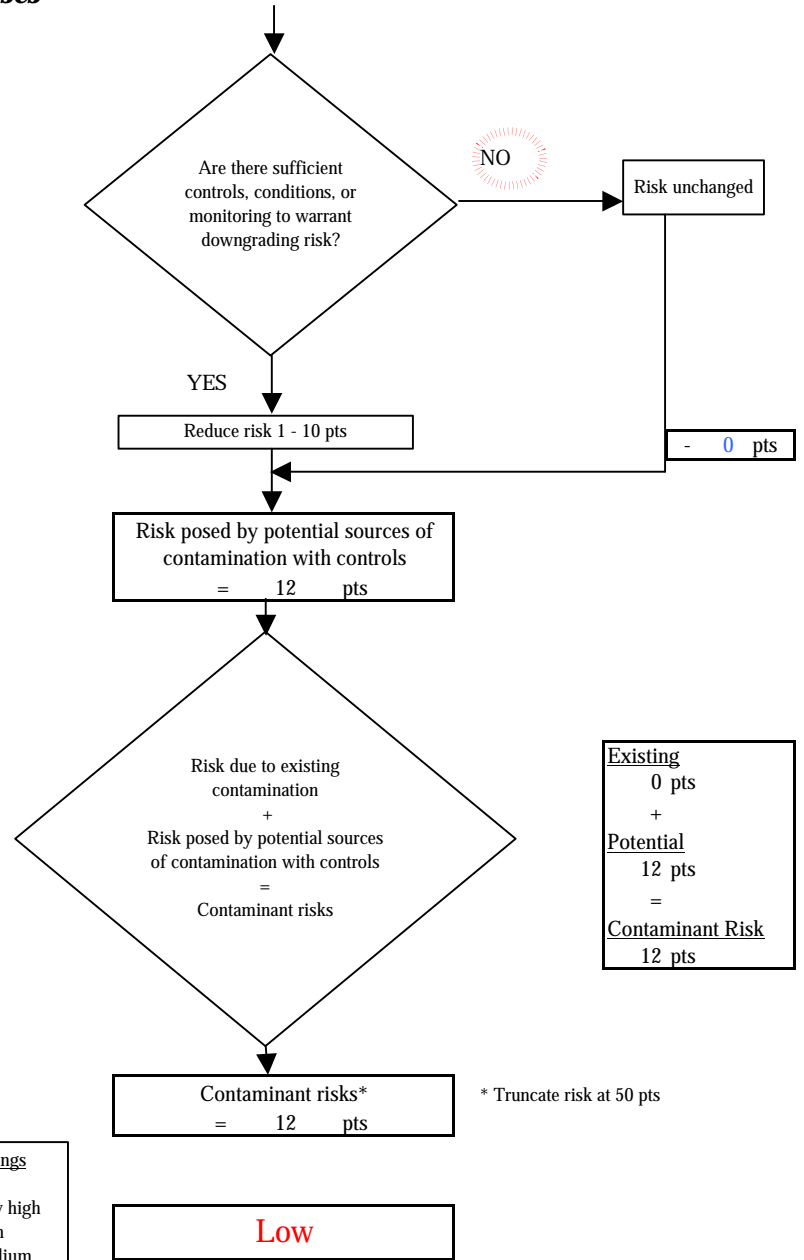 Are there sufficient
controls, conditions, or
monitoring to warrant
downgrading risk?
NO
Risk unchanged
YES
Reduce risk 1 - 10 pts
- 0 pts
Risk posed by potential sources of
contamination with controls
= 12 pts
Risk due to existing
contamination
+
Risk posed by potential sources
of contamination with controls
=
Contaminant risks
Existing
0 pts
+
Potential
12 pts
=
Contaminant Risk
12 pts
Contaminant risks*
= 12 pts
* Truncate risk at 50 pts
high
Low